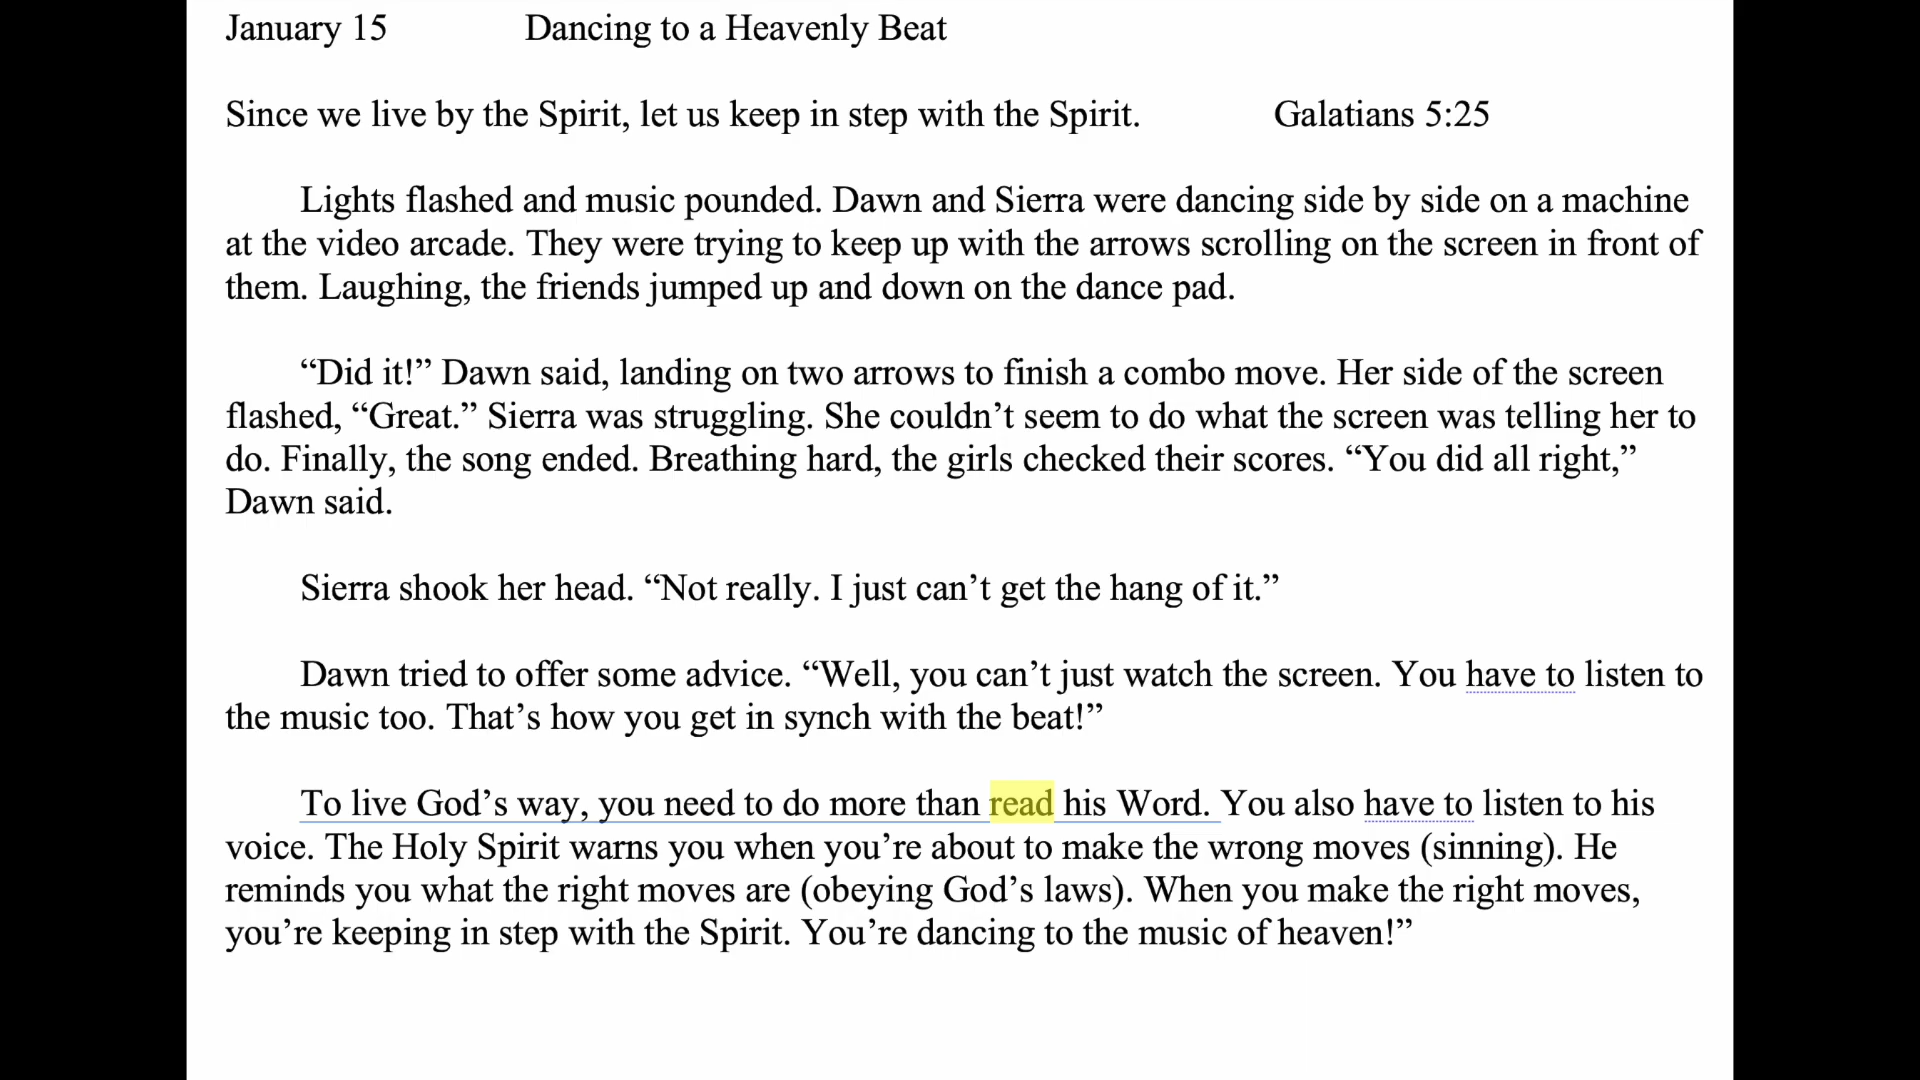 January 15 Dancing to a Heavenly Beat
Since we live by the Spirit, let us keep in step with the Spirit. Galatians 5:25
Lights flashed and music pounded. Dawn and Sierra were dancing side by side on a machine
at the video arcade. They were trying to keep up with the arrows scrolling on the screen in front of
them. Laughing, the friends jumped up and down on the dance pad.
“Did it!” Dawn said, landing on two arrows to finish a combo move. Her side of the screen
flashed, “Great.” Sierra was struggling. She couldn’t seem to do what the screen was telling her to
do. Finally, the song ended. Breathing hard, the girls checked their scores. “You did all right,”
Dawn said.
Sierra shook her head. “Not really. I just can’t get the hang of it.”
Dawn tried to offer some advice. “Well, you can’t just watch the screen. You have to listen to
the music too. That’s how you get in synch with the beat!”
To live God’s way, you need to do more than read his Word. You also have to listen to his
voice. The Holy Spirit warns you when you’re about to make the wrong moves (sinning). He
reminds you what the right moves are (obeying God’s laws). When you make the right moves,
you’re keeping in step with the Spirit. You’re dancing to the music of heaven!”